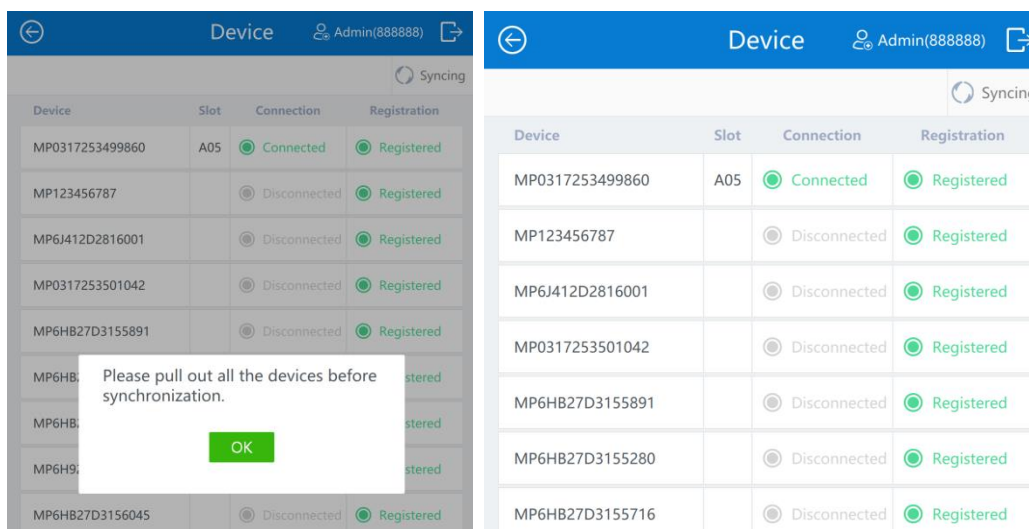 Device Admin(888888)
Syncing
Device Slot Connection Registration
MP0317253499860 A05 Connected Registered
MP123456787 Disconnected Registered
MP6J412D2816001 Disconnected Registered
MP0317253501042 Disconnected Registered
MP6HB27D3155891 Disconnected Registered
MP6HB stered
Please pull out all the devices before
synchronization.
MP6HB stered
OK
MP6H9 stered
MP6HB27D3156045 Disconnected Registered
Device Admin(888888)
Syncing
Device Slot Connection Registration
MP0317253499860 A05 Connected Registered
MP123456787 Disconnected Registered
MP6J412D2816001 Disconnected Registered
MP0317253501042 Disconnected Registered
MP6HB27D3155891 Disconnected Registered
MP6HB27D3155280 Disconnected Registered
MP6HB27D3155716 Disconnected Registered